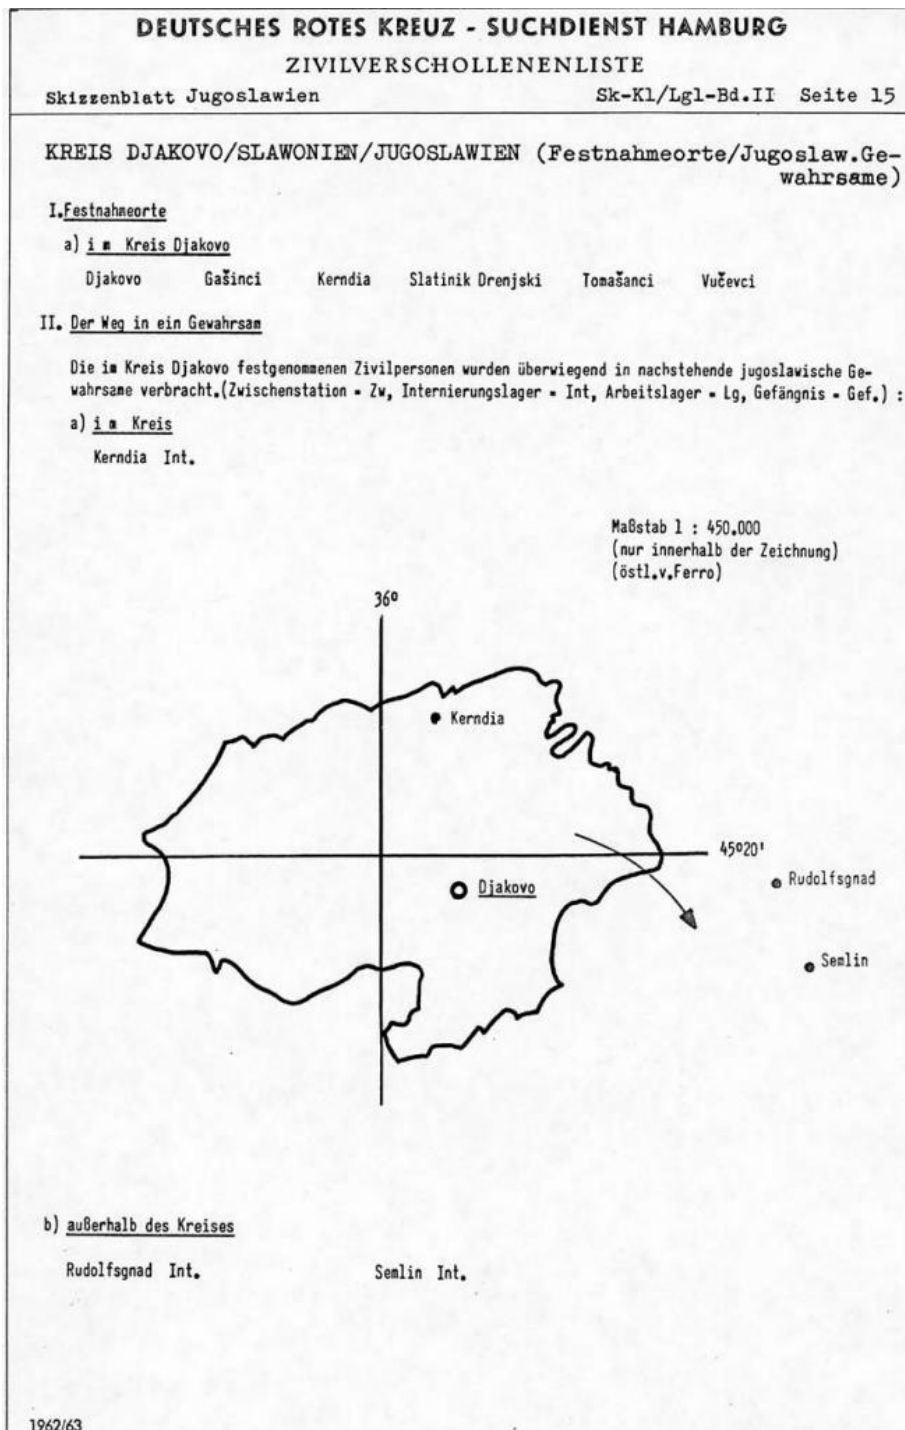 DEUTSCHES ROTES KREUZ - SUCHDIENST HAMBURG
ZIVILVERSCHOLLENENLISTE
Skizzenblatt Jugoslawien Sk-Kl/Lgl-Bd.II Seite 15
KREIS DJAKOVO/SLAWONIEN/JUGOSLAWIEN (Festnahmeorte/Jugoslaw.Ge-
wahrsame)
I. Festnahmeorte
a) im Kreis Djakovo
Djakovo Gašinci Kerndia Slatinik Drenjski Tomašanci Vučevci
II. Der Weg in ein Gewahrsam
Die im Kreis Djakovo festgenommenen Zivilpersonen wurden überwiegend in nachstehende jugoslawische Ge-
wahrsame verbracht.(Zwischenstation = Zw, Internierungslager = Int, Arbeitslager = Lg, Gefängnis = Gef.) :
a) im Kreis
Kerndia Int.
Maßstab 1 : 450.000
(nur innerhalb der Zeichnung)
(östl.v.Ferro)
36°
Kerndia
45°20'
Rudolfsgnad
Djakovo
Semlin
b) außerhalb des Kreises
Rudolfsgnad Int. Semlin Int.
1962/63